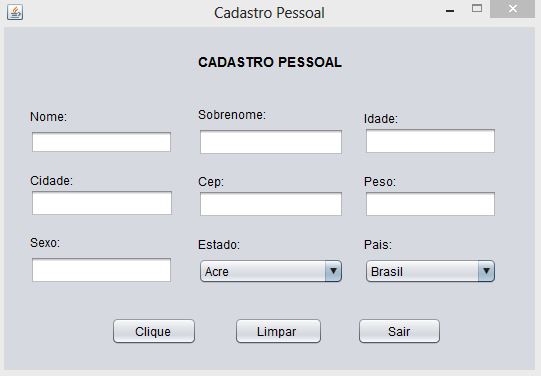 Cadastro Pessoal
CADASTRO PESSOAL
Nome: Sobrenome: Idade:
Cidade: Cep: Peso:
Sexo: Estado: Pais:
Acre Brasil
Clique Limpar Sair